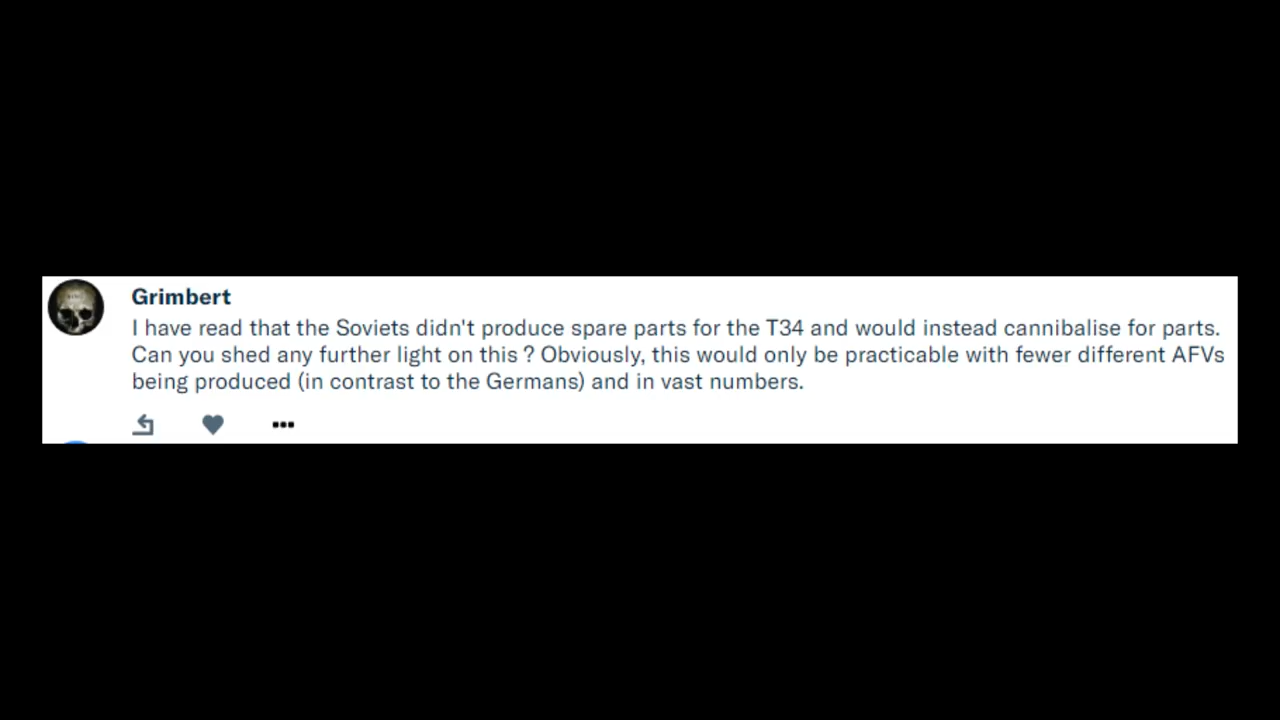 Grimbert
I have read that the Soviets didn't produce spare parts for the T34 and would instead cannibalise for parts.
Can you shed any further light on this ? Obviously, this would only be practicable with fewer different AFVs
being produced (in contrast to the Germans) and in vast numbers.